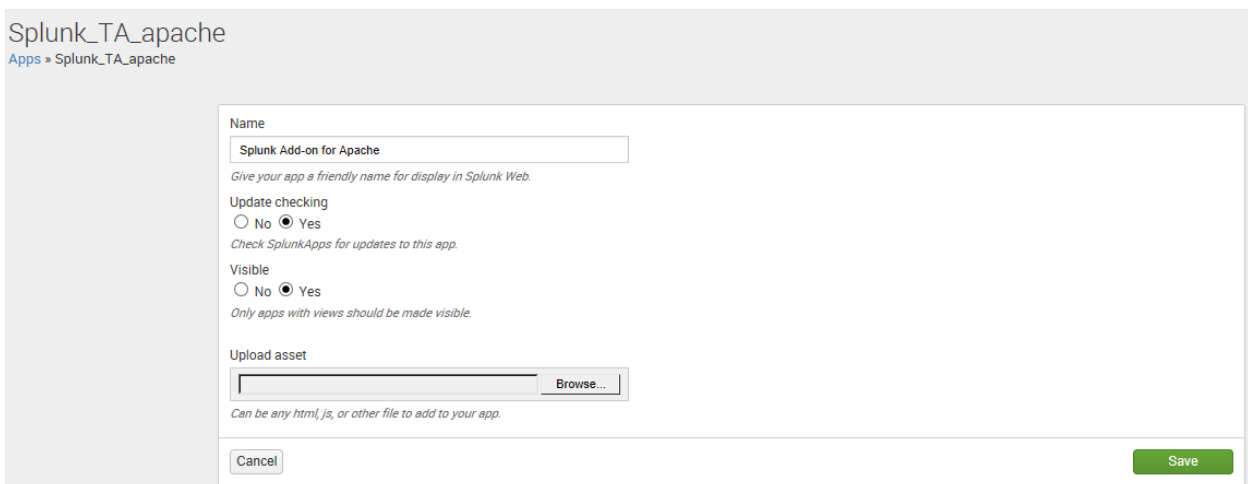 Splunk_TA_apache
Apps » Splunk_TA_apache
Name
Splunk Add-on for Apache
Give your app a friendly name for display in Splunk Web.
Update checking
No Yes
Check SplunkApps for updates to this app.
Visible
No Yes
Only apps with views should be made visible.
Upload asset
Browse...
Can be any html, js, or other file to add to your app.
Cancel Save